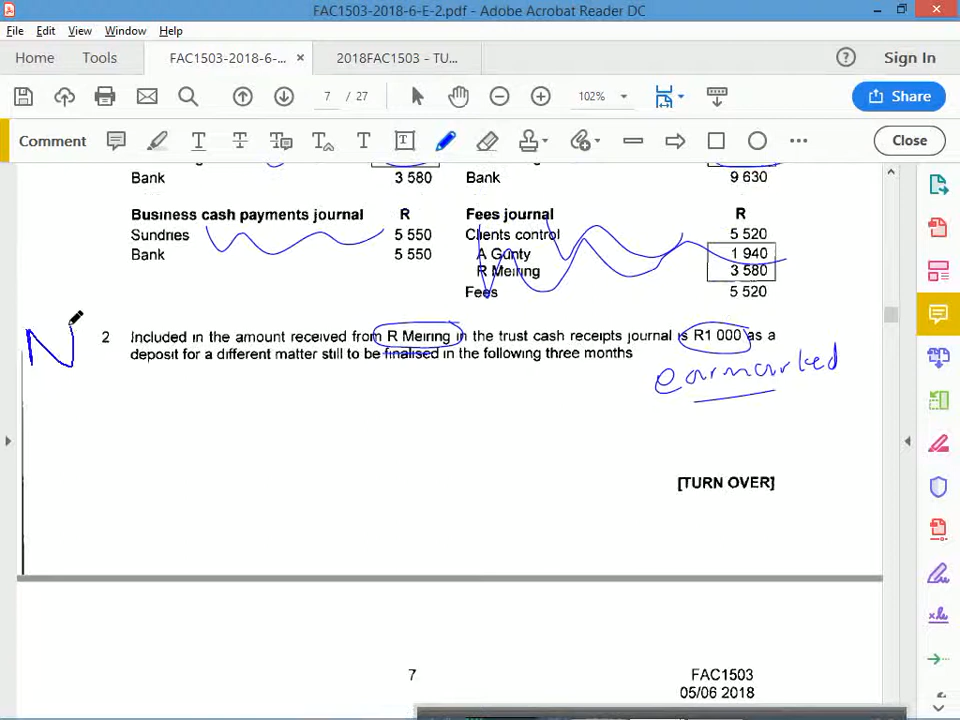 FAC1503-2018-6-E-2.pdf - Adobe Acrobat Reader DC
File Edit View Window Help
Home Tools FAC1503-2018-6-... × 2018FAC1503 - TU... Sign In
7 / 27 102% Share
Comment Close
Bank 3 580 Bank 9 630
Business cash payments journal R Fees journal R
Sundries 5 550 Clients control 5 520
Bank 5 550 A Gunty 1 940
R Meiring 3 580
Fees 5 520
N
2 Included in the amount received from R Meiring in the trust cash receipts journal is R1 000 as a
deposit for a different matter still to be finalised in the following three months
earmarked
[TURN OVER]
7 FAC1503
05/06 2018